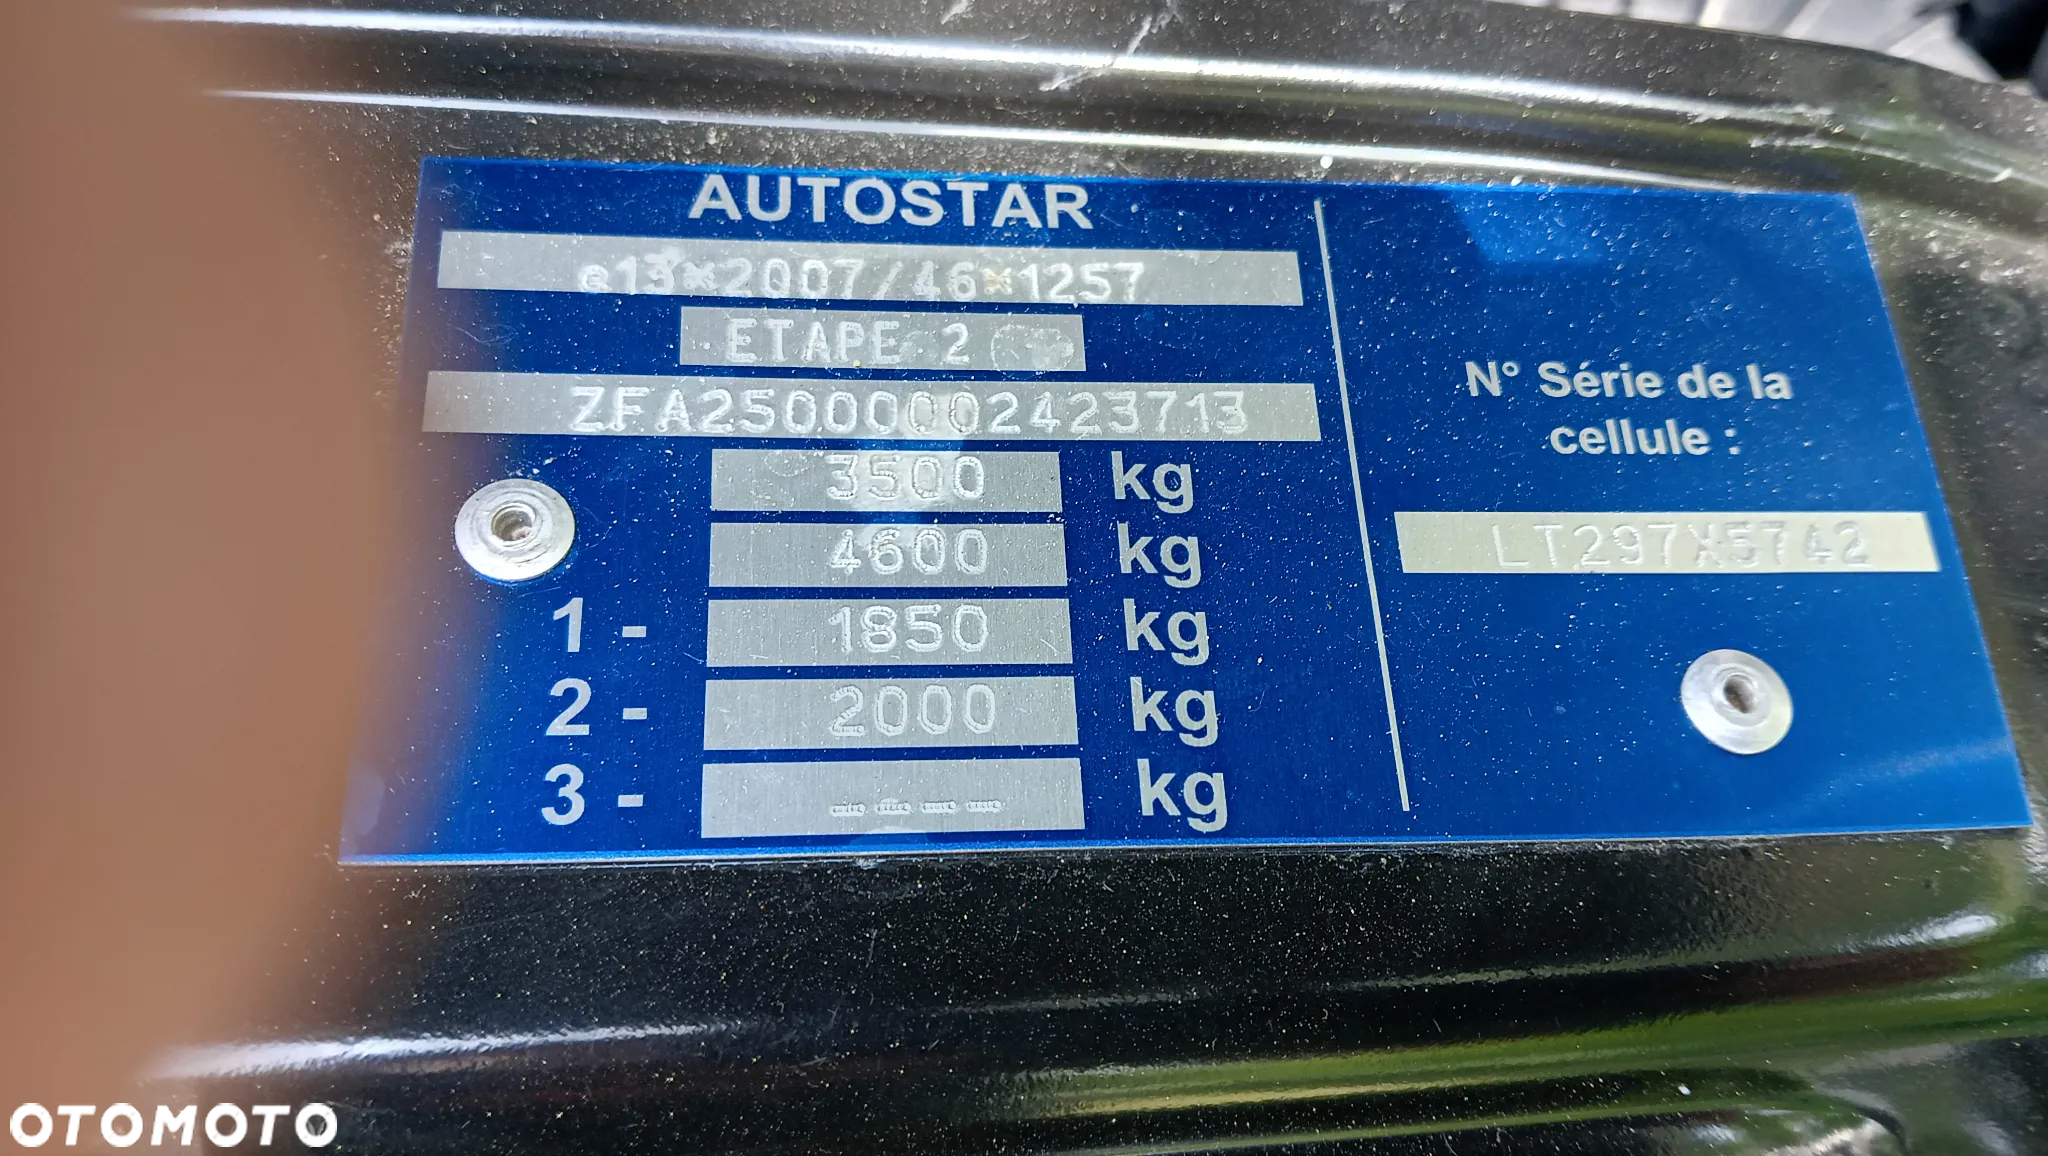 AUTOSTAR
e13*2007/46*1257
ETAPE 2
ZFA25000002423713
3500 kg
4600 kg
1 - 1850 kg
2 - 2000 kg
3 - ---- kg
N° Série de la
cellule :
LT297X5742
OTOMOTO